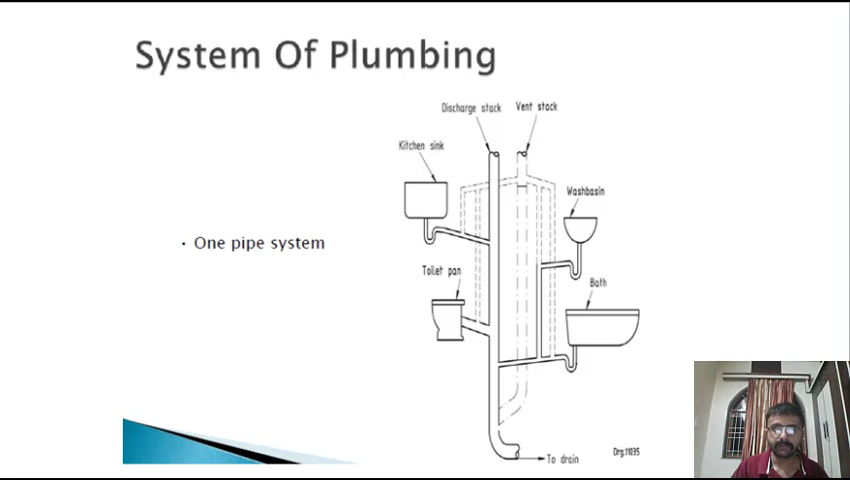 System Of Plumbing
Discharge stack
Vent stack
Kitchen sink
Washbasin
• One pipe system
Toilet pan
Bath
To drain
Drg.11035